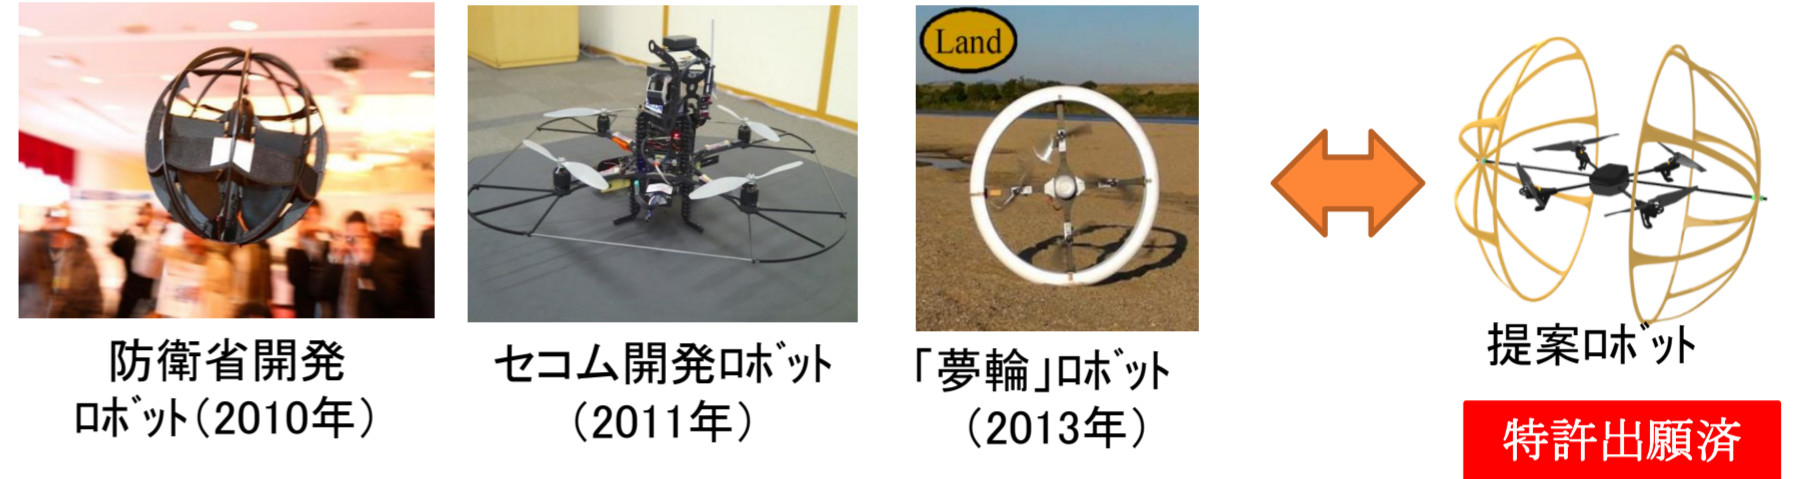 Land
防衛省開発
ﾛﾎﾞｯﾄ（2010年）
セコム開発ﾛﾎﾞｯﾄ
（2011年）
「夢輪」ﾛﾎﾞｯﾄ
（2013年）
提案ﾛﾎﾞｯﾄ
特許出願済